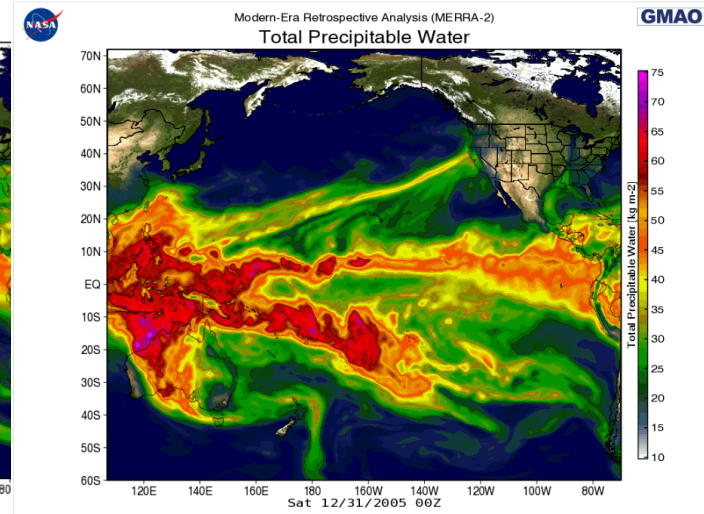 NASA
Modern-Era Retrospective Analysis (MERRA-2)
GMAO
Total Precipitable Water
70N
60N
50N
40N
30N
20N
10N
EQ
10S
20S
30S
40S
50S
60S
120E 140E 160E 180 160W 140W 120W 100W 80W
Sat 12/31/2005 00Z
75
70
65
60
55
50
45
40
35
30
25
20
15
10
Total Precipitable Water [kg m-2]
80